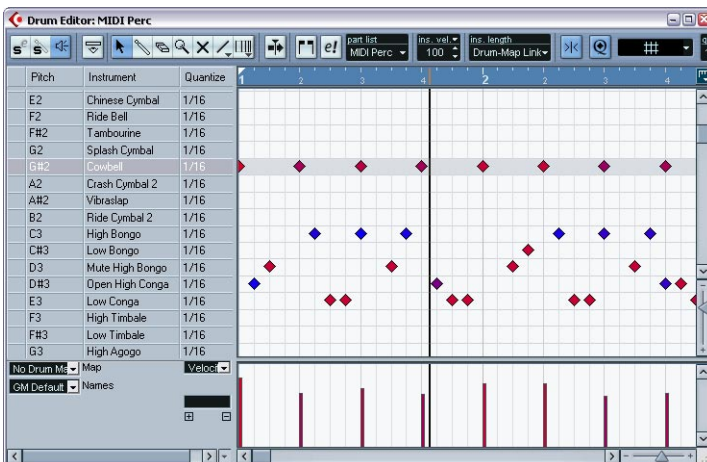 Drum Editor: MIDI Perc
part list ins. vel. ins. length
MIDI Perc 100 Drum-Map Link
Pitch Instrument Quantize 1 2 3 4 2 2 3 4
E2 Chinese Cymbal 1/16
F2 Ride Bell 1/16
F#2 Tambourine 1/16
G2 Splash Cymbal 1/16
G#2 Cowbell 1/16
A2 Crash Cymbal 2 1/16
A#2 Vibraslap 1/16
B2 Ride Cymbal 2 1/16
C3 High Bongo 1/16
C#3 Low Bongo 1/16
D3 Mute High Bongo 1/16
D#3 Open High Conga 1/16
E3 Low Conga 1/16
F3 High Timbale 1/16
F#3 Low Timbale 1/16
G3 High Agogo 1/16
No Drum Ma Map Veloci
GM Default Names